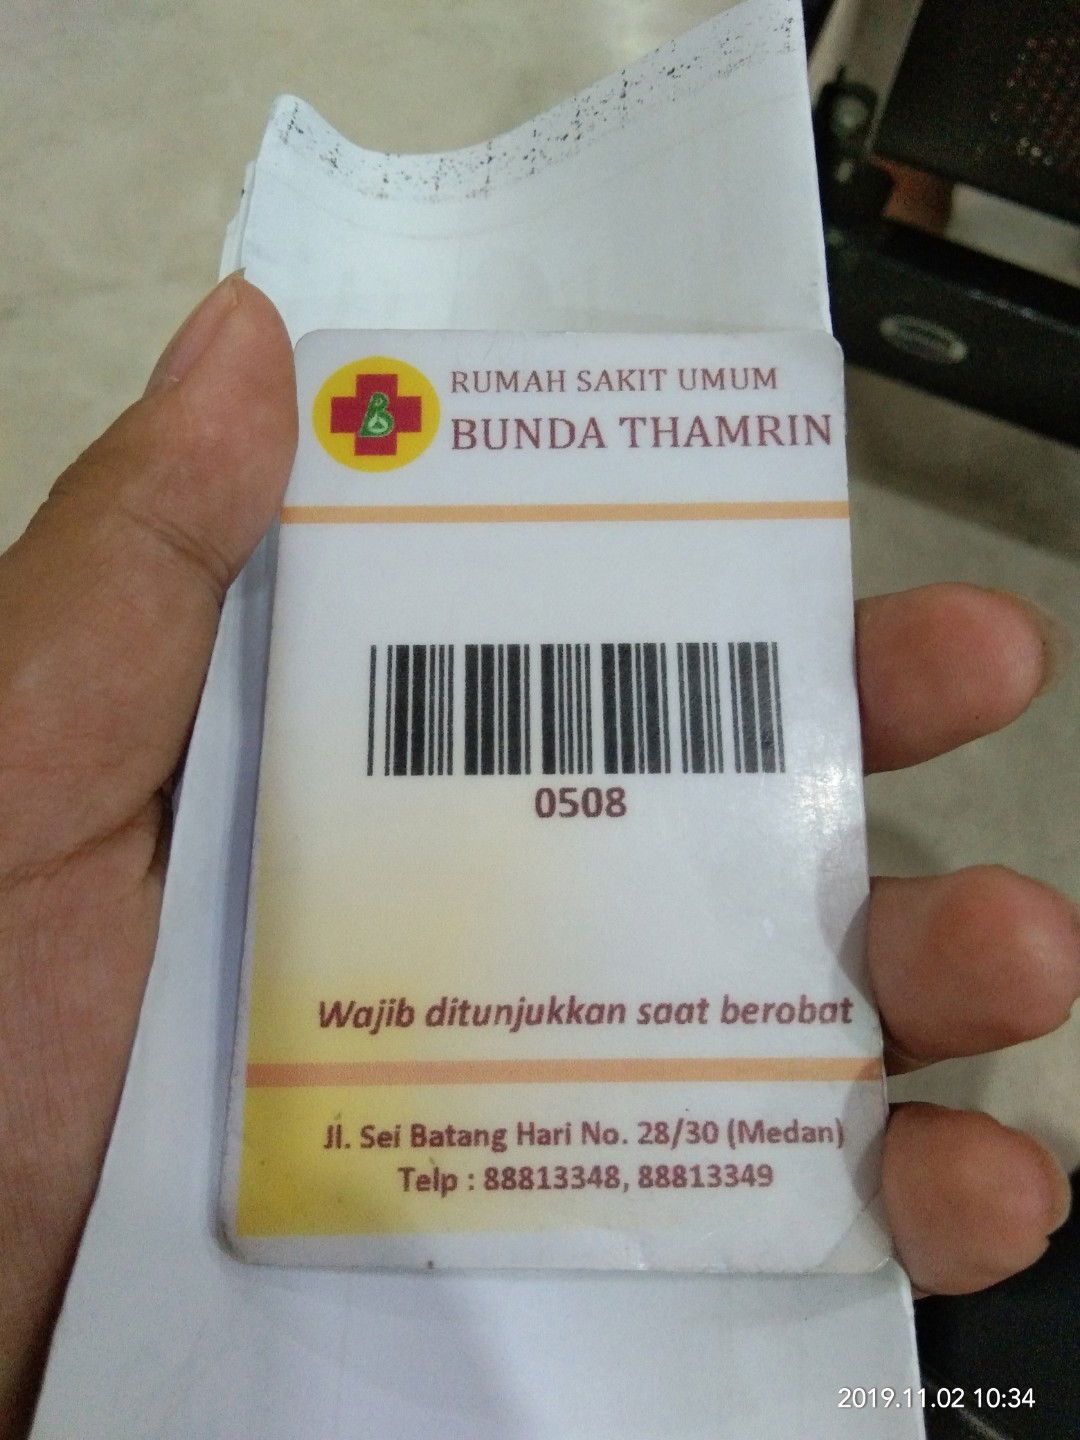 B
RUMAH SAKIT UMUM
BUNDA THAMRIN
0508
Wajib ditunjukkan saat berobat
Jl. Sei Batang Hari No. 28/30 (Medan)
Telp : 88813348, 88813349
2019.11.02 10:34